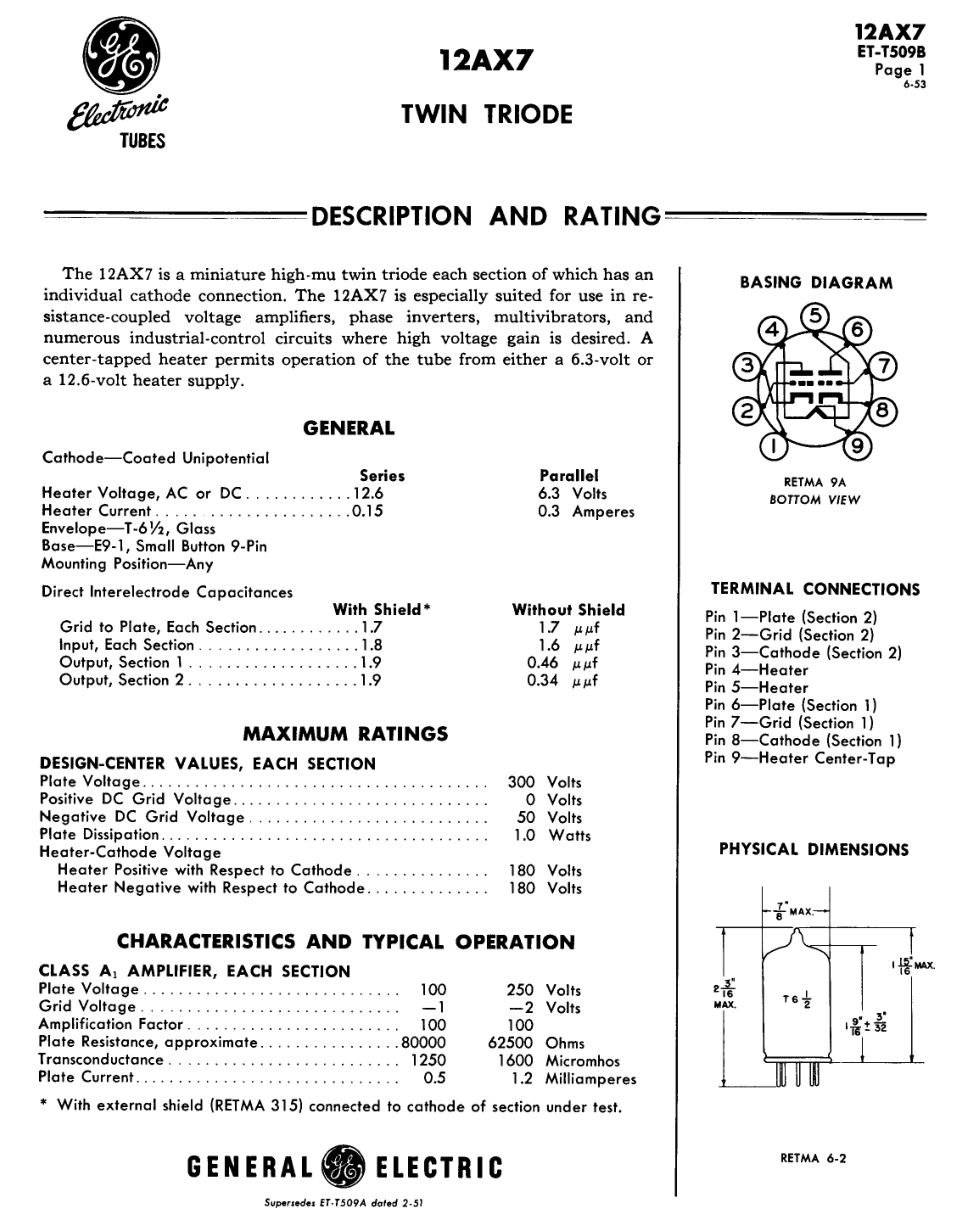 GE
Electronic
TUBES
12AX7
TWIN TRIODE
12AX7
ET-T509B
Page 1
6-53
DESCRIPTION AND RATING
The 12AX7 is a miniature high-mu twin triode each section of which has an
individual cathode connection. The 12AX7 is especially suited for use in re-
sistance-coupled voltage amplifiers, phase inverters, multivibrators, and
numerous industrial-control circuits where high voltage gain is desired. A
center-tapped heater permits operation of the tube from either a 6.3-volt or
a 12.6-volt heater supply.
GENERAL
Cathode—Coated Unipotential
Series Parallel
Heater Voltage, AC or DC............12.6 6.3 Volts
Heater Current......................0.15 0.3 Amperes
Envelope—T-6½, Glass
Base—E9-1, Small Button 9-Pin
Mounting Position—Any
Direct Interelectrode Capacitances
With Shield* Without Shield
Grid to Plate, Each Section............1.7 1.7 μμf
Input, Each Section..................1.8 1.6 μμf
Output, Section 1...................1.9 0.46 μμf
Output, Section 2...................1.9 0.34 μμf
MAXIMUM RATINGS
DESIGN-CENTER VALUES, EACH SECTION
Plate Voltage........................................ 300 Volts
Positive DC Grid Voltage.............................. 0 Volts
Negative DC Grid Voltage............................ 50 Volts
Plate Dissipation...................................... 1.0 Watts
Heater-Cathode Voltage
Heater Positive with Respect to Cathode............... 180 Volts
Heater Negative with Respect to Cathode.............. 180 Volts
CHARACTERISTICS AND TYPICAL OPERATION
CLASS A₁ AMPLIFIER, EACH SECTION
Plate Voltage.............................. 100 250 Volts
Grid Voltage.............................. —1 —2 Volts
Amplification Factor......................... 100 100
Plate Resistance, approximate................80000 62500 Ohms
Transconductance........................... 1250 1600 Micromhos
Plate Current............................... 0.5 1.2 Milliamperes
* With external shield (RETMA 315) connected to cathode of section under test.
GENERAL GE ELECTRIC
Supersedes ET-T509A dated 2-51
BASING DIAGRAM
5
4 6
3 7
2 8
1 9
RETMA 9A
BOTTOM VIEW
TERMINAL CONNECTIONS
Pin 1—Plate (Section 2)
Pin 2—Grid (Section 2)
Pin 3—Cathode (Section 2)
Pin 4—Heater
Pin 5—Heater
Pin 6—Plate (Section 1)
Pin 7—Grid (Section 1)
Pin 8—Cathode (Section 1)
Pin 9—Heater Center-Tap
PHYSICAL DIMENSIONS
7/8" MAX.
1 15/16" MAX.
2 3/16" MAX.
T6 1/2
1 9/16" ± 3/32"
RETMA 6-2